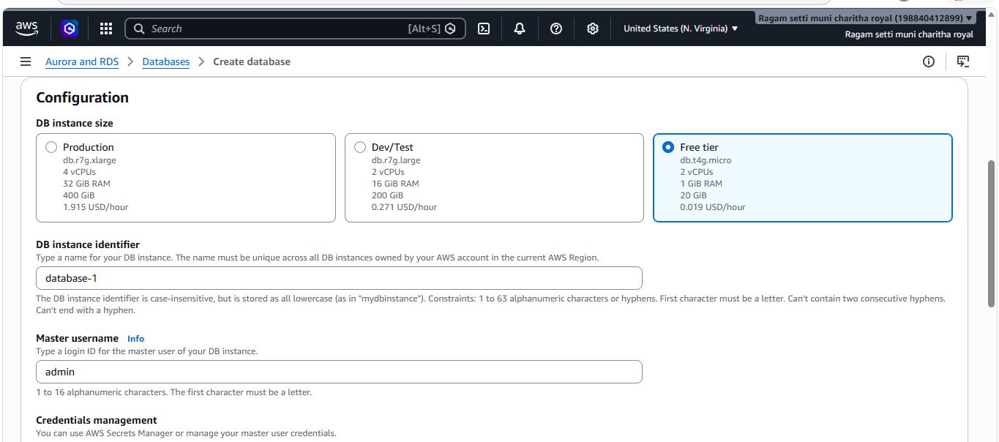 aws
Search
[Alt+S]
United States (N. Virginia)
Ragam setti muni charitha royal (198840412899)
Ragam setti muni charitha royal
Aurora and RDS
Databases
Create database
Configuration
DB instance size
Production
db.r7g.xlarge
4 vCPUs
32 GiB RAM
400 GiB
1.915 USD/hour
Dev/Test
db.r7g.large
2 vCPUs
16 GiB RAM
200 GiB
0.271 USD/hour
Free tier
db.t4g.micro
2 vCPUs
1 GiB RAM
20 GiB
0.019 USD/hour
DB instance identifier
Type a name for your DB instance. The name must be unique across all DB instances owned by your AWS account in the current AWS Region.
database-1
The DB instance identifier is case-insensitive, but is stored as all lowercase (as in "mydbinstance"). Constraints: 1 to 63 alphanumeric characters or hyphens. First character must be a letter. Can't contain two consecutive hyphens.
Can't end with a hyphen.
Master username Info
Type a login ID for the master user of your DB instance.
admin
1 to 16 alphanumeric characters. The first character must be a letter.
Credentials management
You can use AWS Secrets Manager or manage your master user credentials.